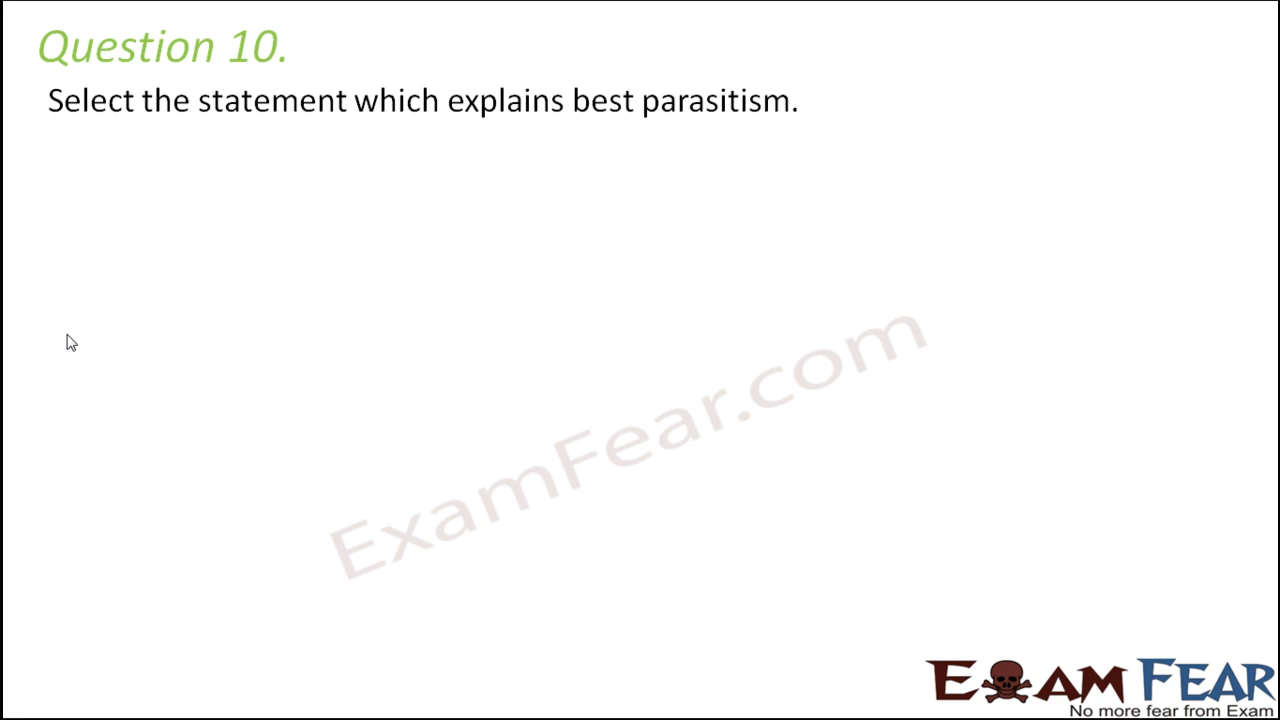 Question 10.
Select the statement which explains best parasitism.
ExamFear.com
EXAM FEAR
No more fear from Exam